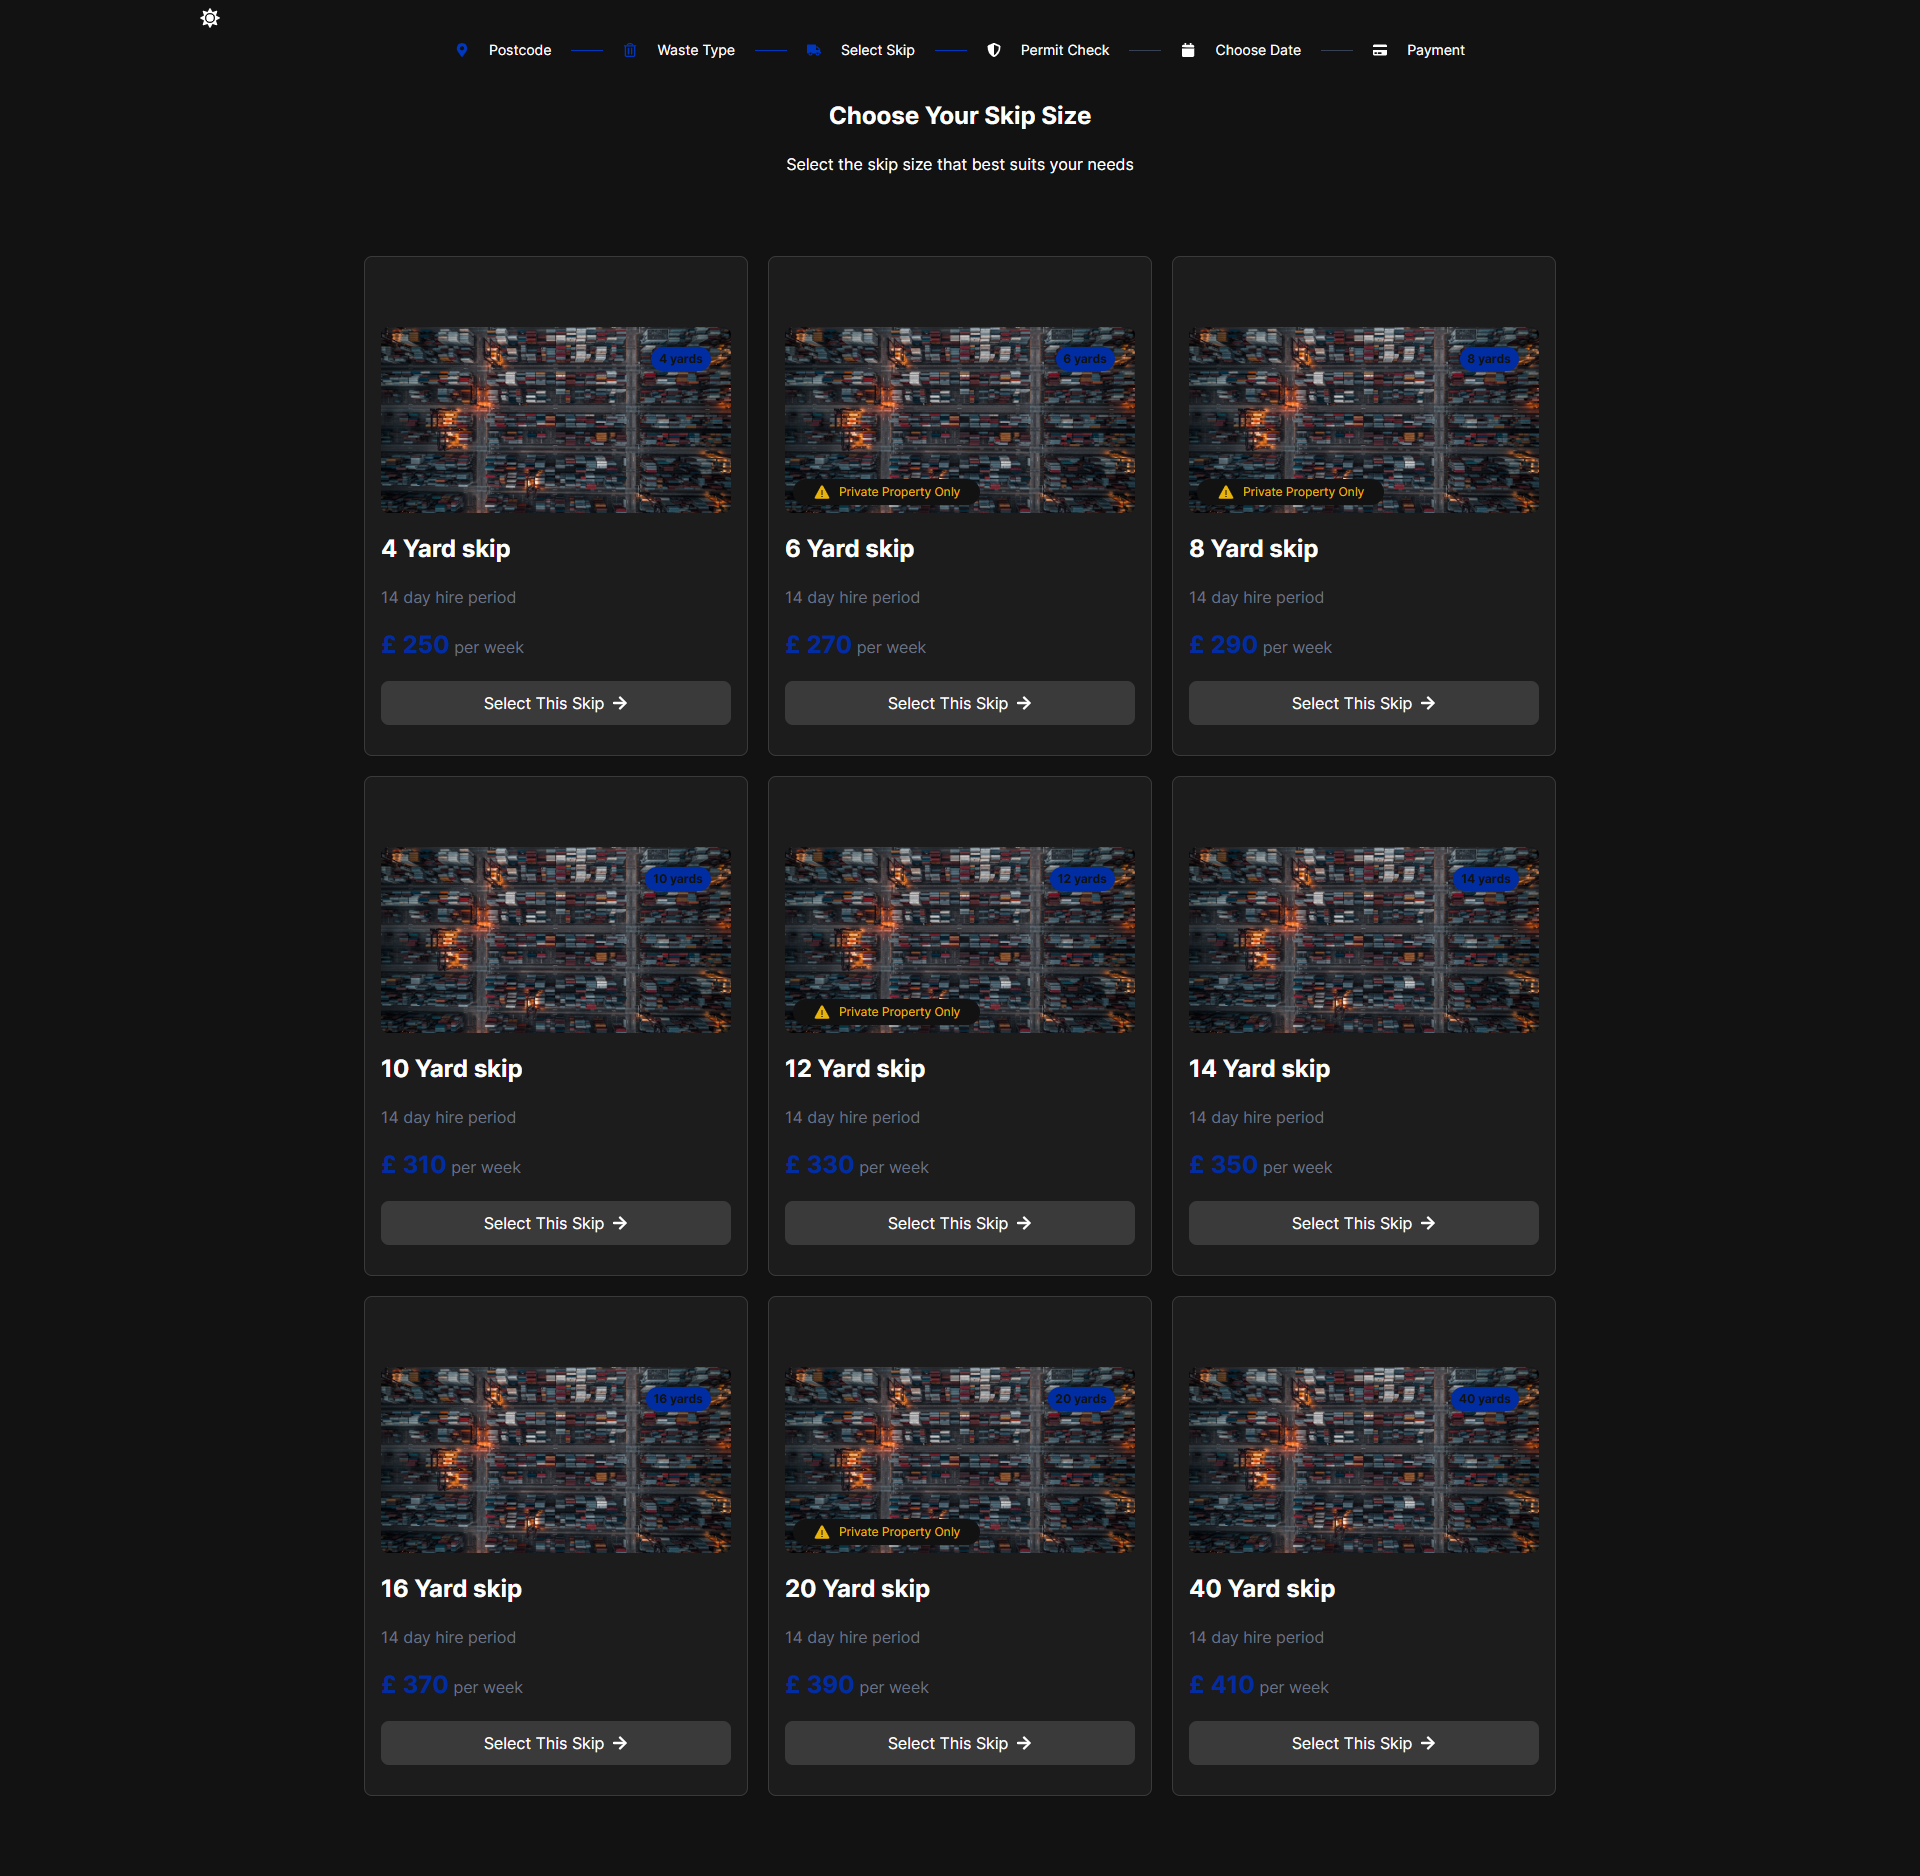 Postcode Waste Type Select Skip Permit Check Choose Date Payment
Choose Your Skip Size
Select the skip size that best suits your needs
4 yards
4 Yard skip
14 day hire period
£ 250 per week
Select This Skip
6 yards
Private Property Only
6 Yard skip
14 day hire period
£ 270 per week
Select This Skip
8 yards
Private Property Only
8 Yard skip
14 day hire period
£ 290 per week
Select This Skip
10 yards
10 Yard skip
14 day hire period
£ 310 per week
Select This Skip
12 yards
Private Property Only
12 Yard skip
14 day hire period
£ 330 per week
Select This Skip
14 yards
14 Yard skip
14 day hire period
£ 350 per week
Select This Skip
16 yards
16 Yard skip
14 day hire period
£ 370 per week
Select This Skip
20 yards
Private Property Only
20 Yard skip
14 day hire period
£ 390 per week
Select This Skip
40 yards
40 Yard skip
14 day hire period
£ 410 per week
Select This Skip